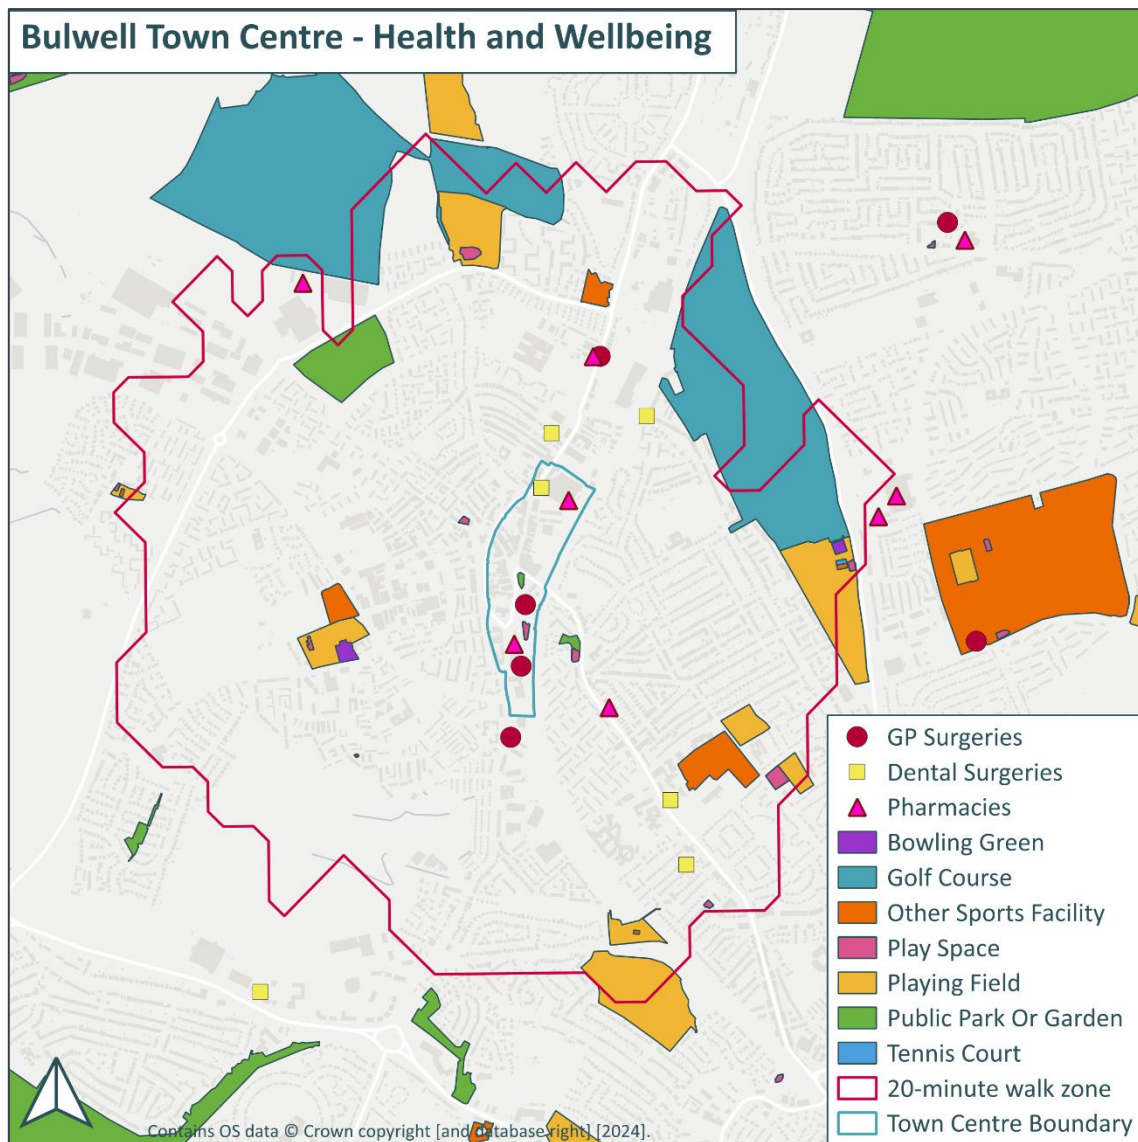 Bulwell Town Centre - Health and Wellbeing
GP Surgeries
Dental Surgeries
Pharmacies
Bowling Green
Golf Course
Other Sports Facility
Play Space
Playing Field
Public Park Or Garden
Tennis Court
20-minute walk zone
Town Centre Boundary
Contains OS data © Crown copyright [and database right] [2024].